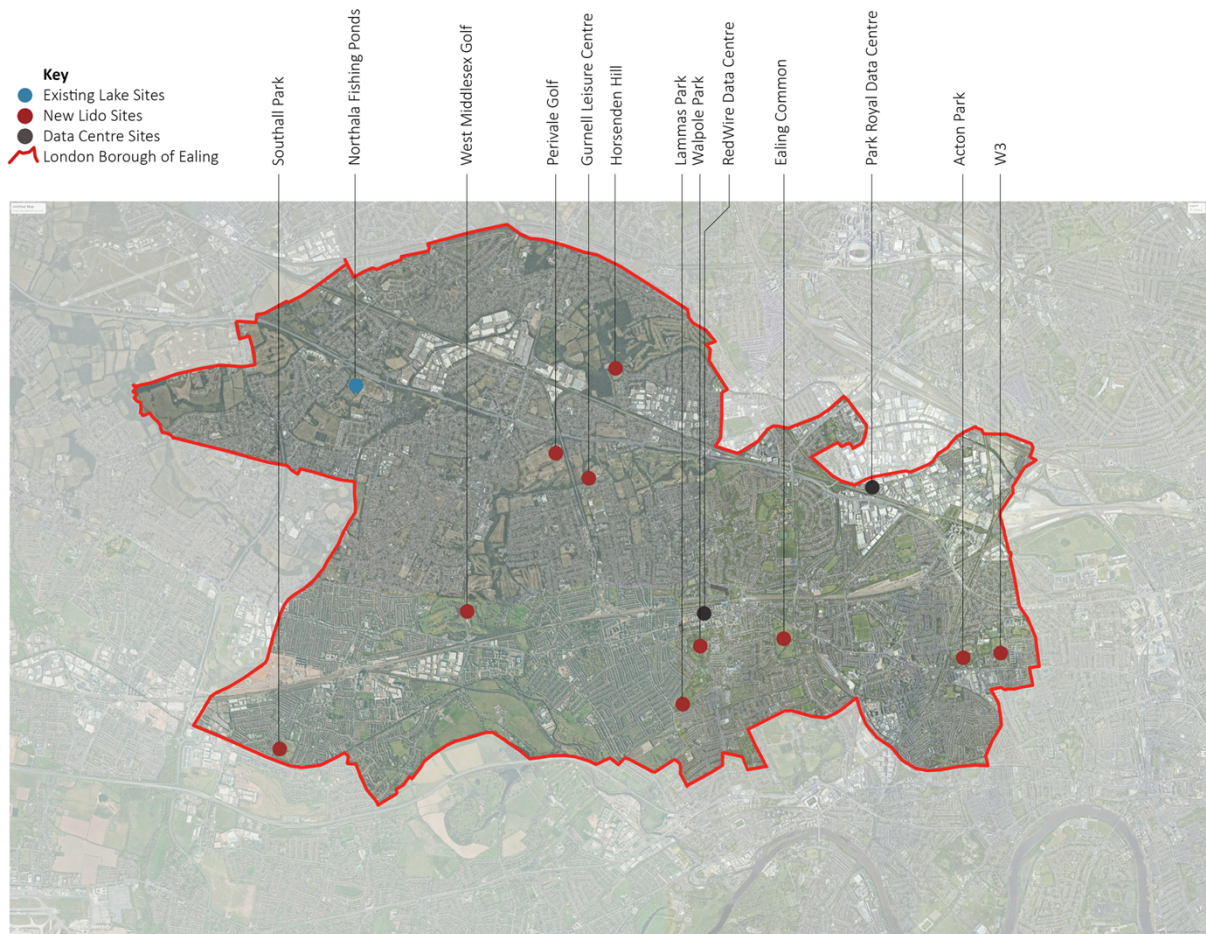 Key
Existing Lake Sites
New Lido Sites
Data Centre Sites
London Borough of Ealing
Southall Park
Northala Fishing Ponds
West Middlesex Golf
Perivale Golf
Gurnell Leisure Centre
Horsenden Hill
Lammas Park
Walpole Park
RedWire Data Centre
Ealing Common
Park Royal Data Centre
Acton Park
W3